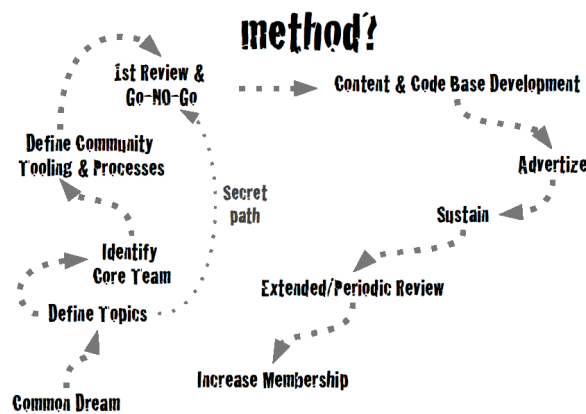 method?
1st Review &
Go-NO-Go
Content & Code Base Development
Define Community
Tooling & Processes
Advertize
Secret
path
Sustain
Identify
Core Team
Extended/Periodic Review
Define Topics
Increase Membership
Common Dream